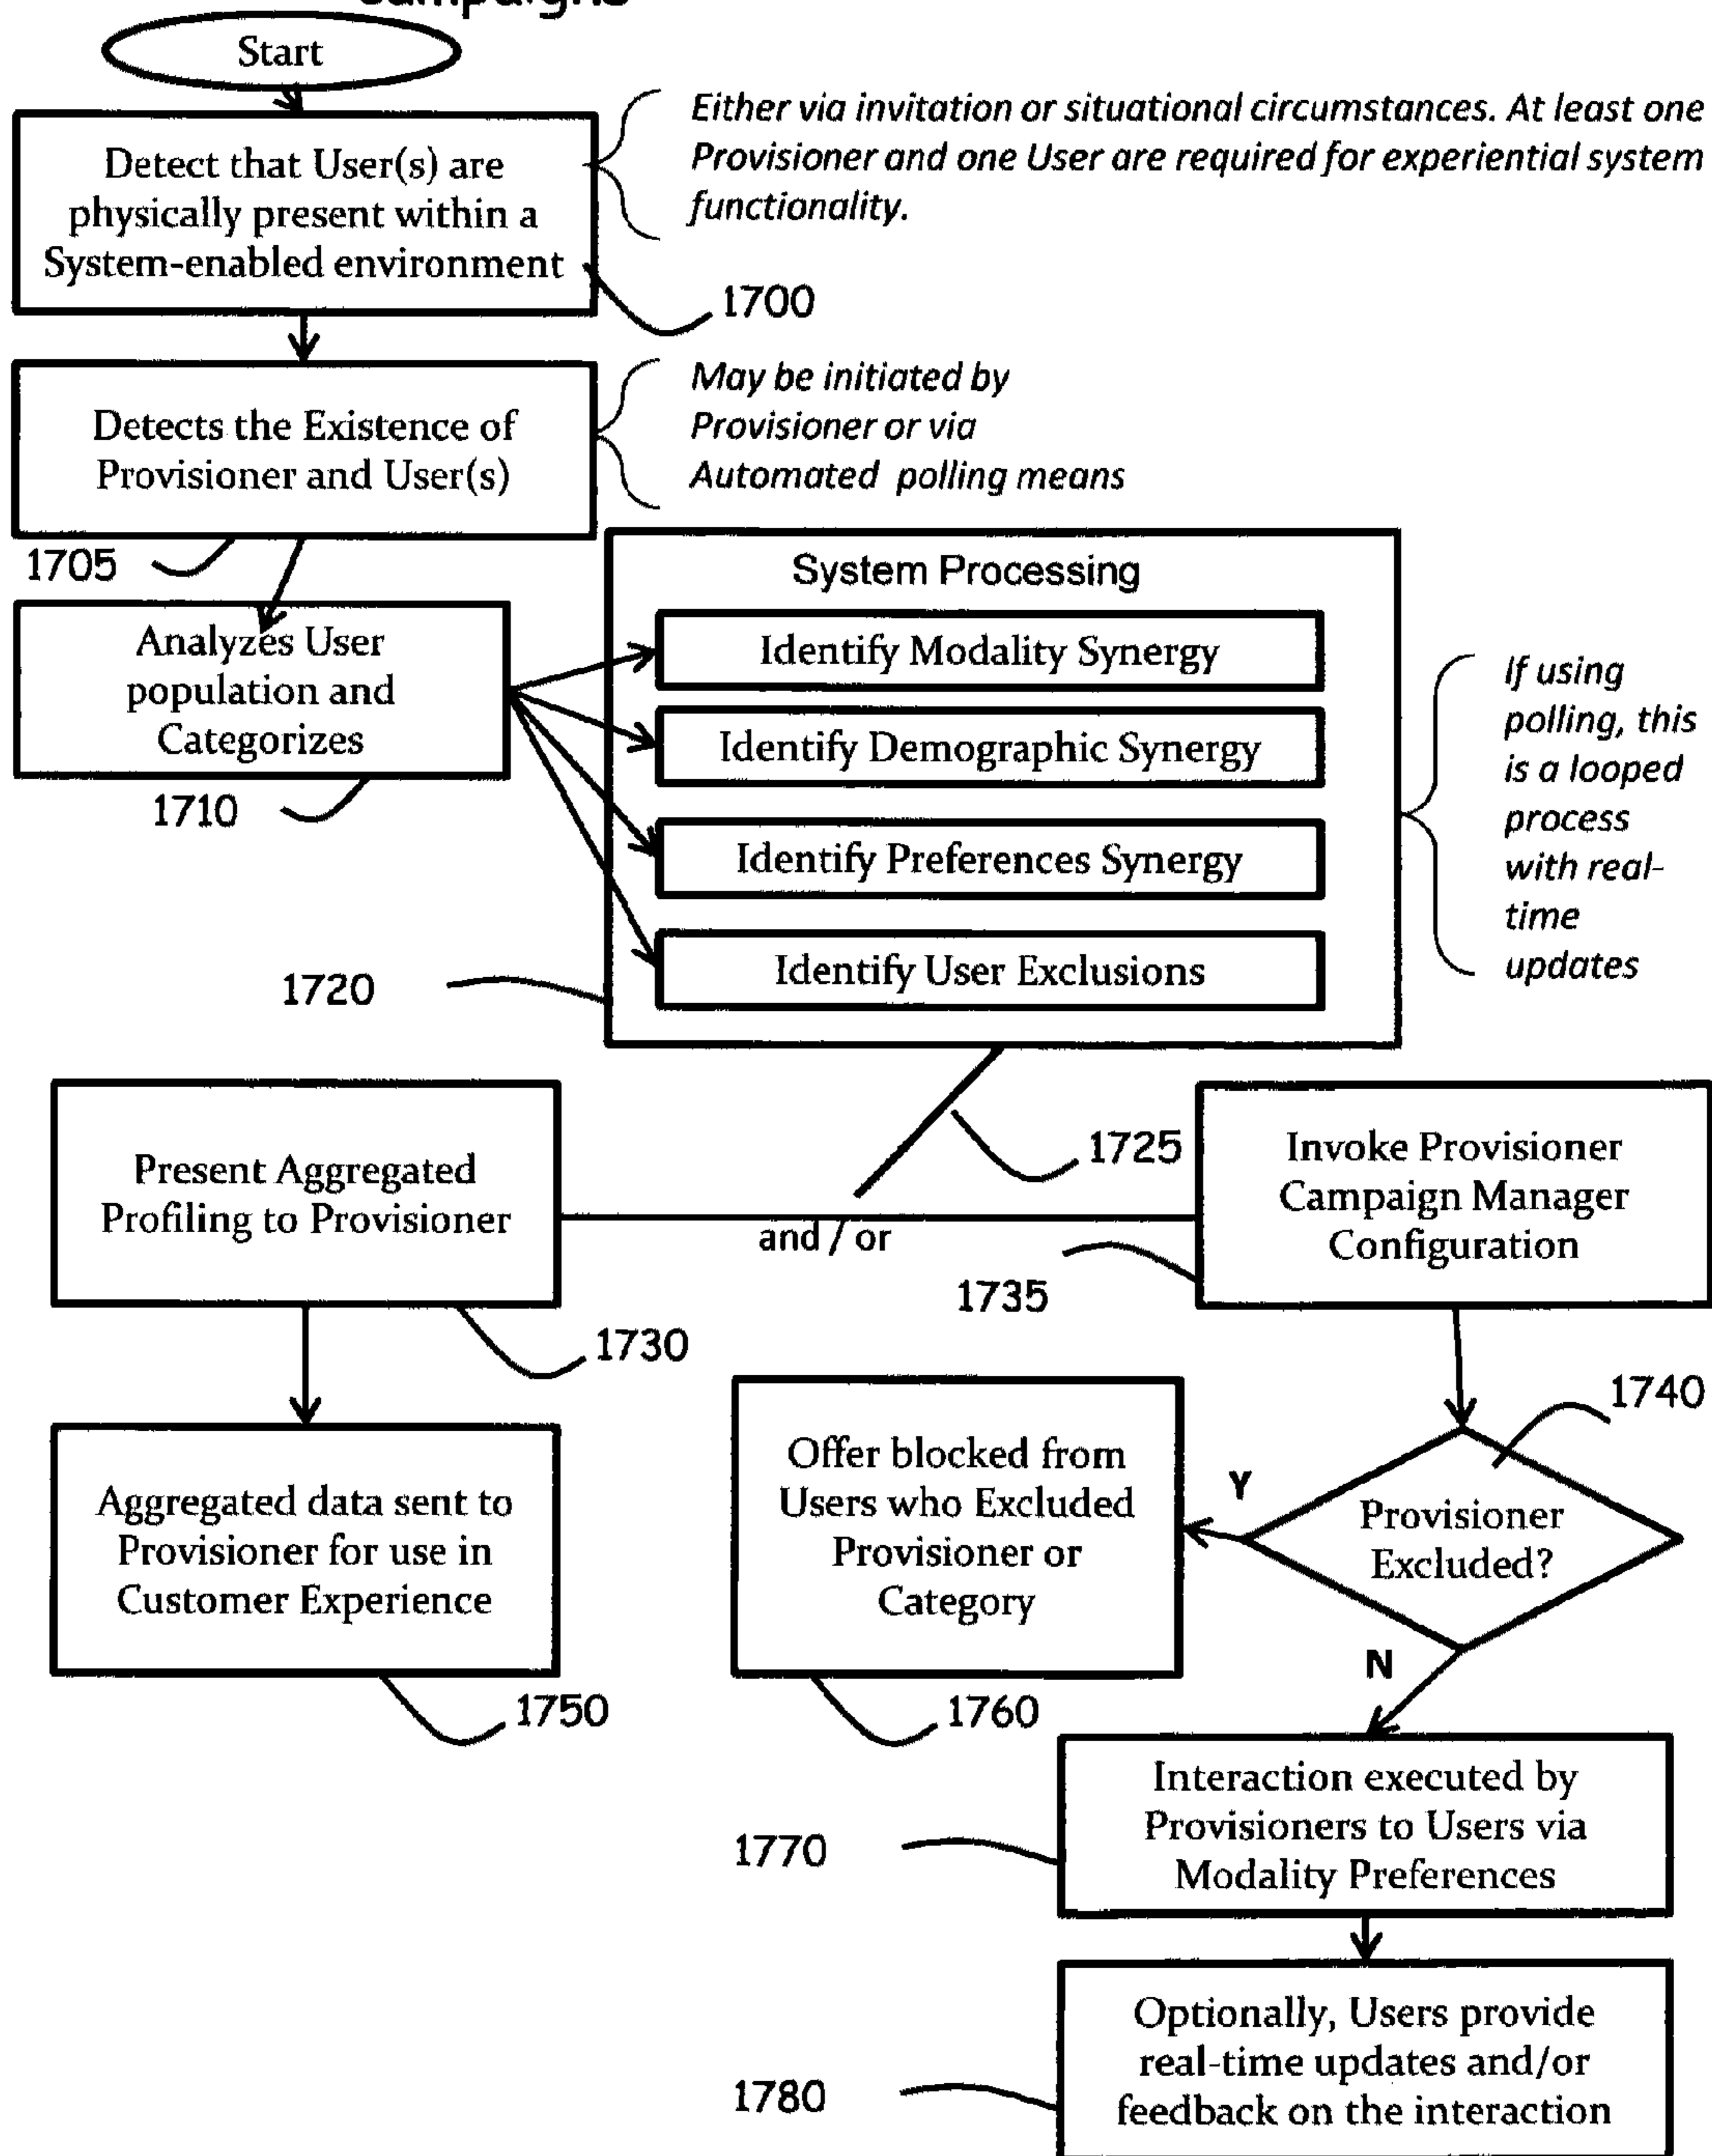 Campaigns
Start
Detect that User(s) are
physically present within a
System-enabled environment
Either via invitation or situational circumstances. At least one
Provisioner and one User are required for experiential system
functionality.
1700
Detects the Existence of
Provisioner and User(s)
May be initiated by
Provisioner or via
Automated polling means
1705
Analyzes User
population and
Categorizes
1710
System Processing
Identify Modality Synergy
Identify Demographic Synergy
Identify Preferences Synergy
Identify User Exclusions
If using
polling, this
is a looped
process
with real-
time
updates
1720
1725
Present Aggregated
Profiling to Provisioner
and / or
Invoke Provisioner
Campaign Manager
Configuration
1735
1730
1740
Aggregated data sent to
Provisioner for use in
Customer Experience
1750
Offer blocked from
Users who Excluded
Provisioner or
Category
1760
Y
Provisioner
Excluded?
N
Interaction executed by
Provisioners to Users via
Modality Preferences
1770
Optionally, Users provide
real-time updates and/or
feedback on the interaction
1780